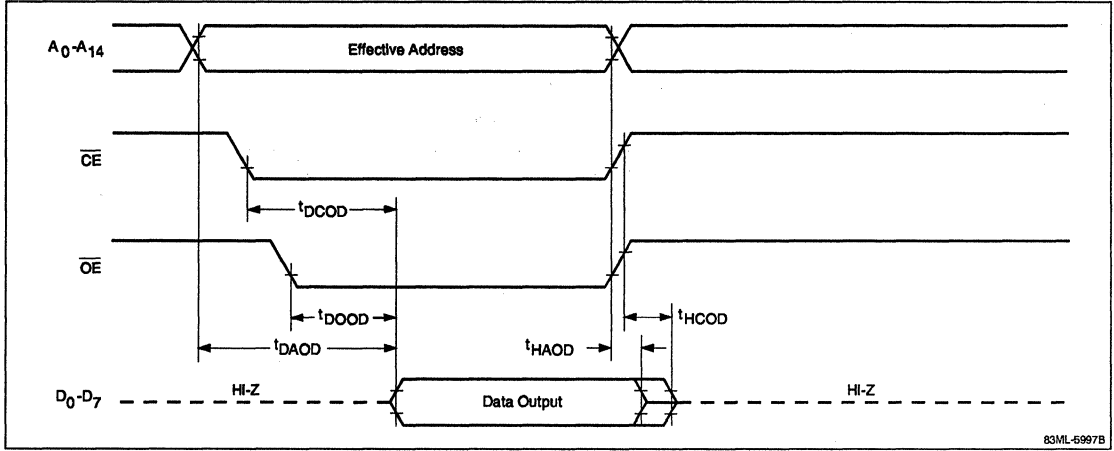 A0-A14
Effective Address
CE
tDCOD
OE
tDOOD
tHCOD
tDAOD
tHAOD
D0-D7
HI-Z
Data Output
HI-Z
83ML-5997B